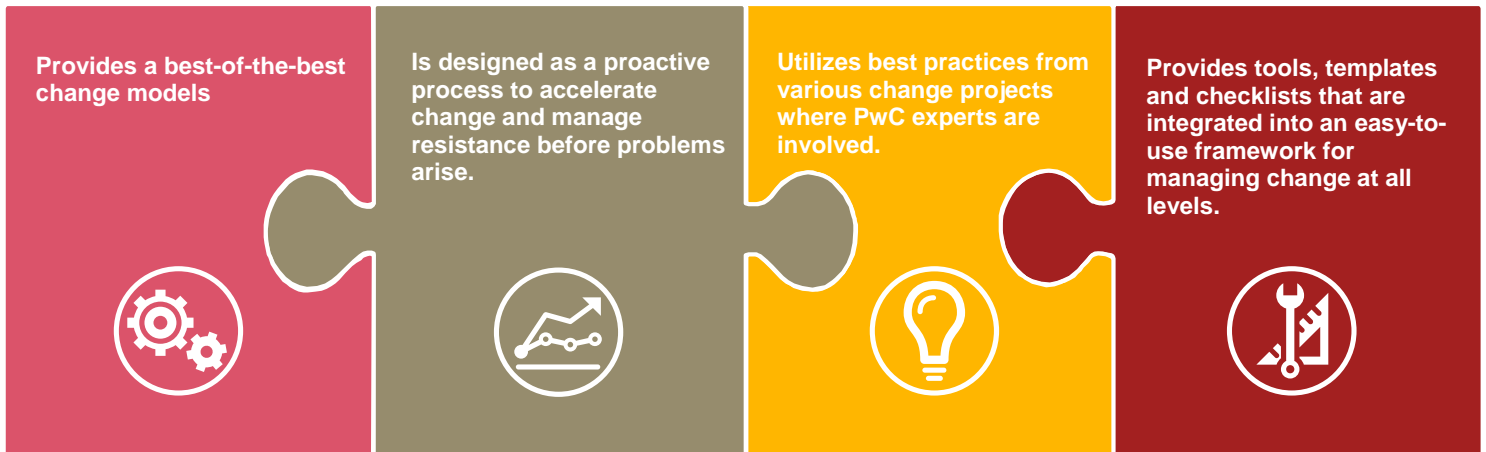 Provides a best-of-the-best
change models
Is designed as a proactive
process to accelerate
change and manage
resistance before problems
arise.
Utilizes best practices from
various change projects
where PwC experts are
involved.
Provides tools, templates
and checklists that are
integrated into an easy-to-
use framework for
managing change at all
levels.